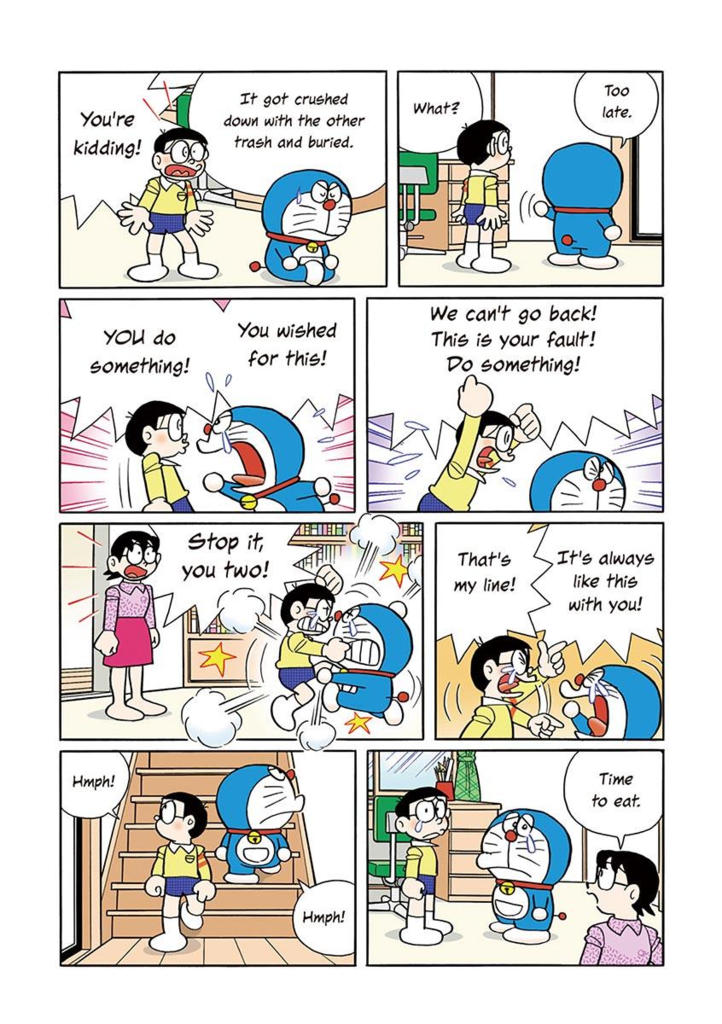 Too
late.
What?
It got crushed
down with the other
trash and buried.
You're
kidding!
We can't go back!
This is your fault!
Do something!
You wished
for this!
YOU do
something!
It's always
like this
with you!
That's
my line!
Stop it,
you two!
Time
to eat.
Hmph!
Hmph!